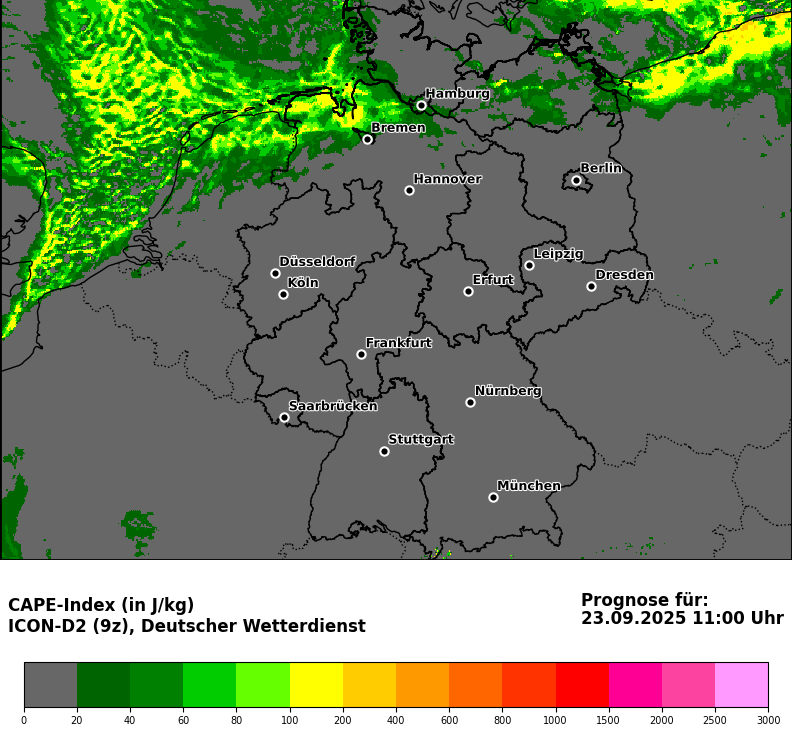 Hamburg
Bremen
Berlin
Hannover
Leipzig
Düsseldorf
Dresden
Köln
Erfurt
Frankfurt
Nürnberg
Saarbrücken
Stuttgart
München
CAPE-Index (in J/kg)
ICON-D2 (9z), Deutscher Wetterdienst
Prognose für:
23.09.2025 11:00 Uhr
0 20 40 60 80 100 200 400 600 800 1000 1500 2000 2500 3000